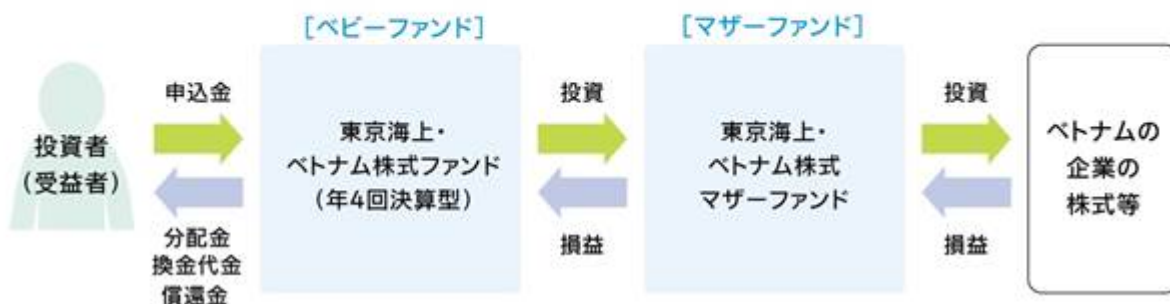 [ベビーファンド]
[マザーファンド]
投資者
(受益者)
申込金
分配金
換金代金
償還金
東京海上・
ベトナム株式ファンド
(年4回決算型)
投資
損益
東京海上・
ベトナム株式
マザーファンド
投資
損益
ベトナムの
企業の
株式等